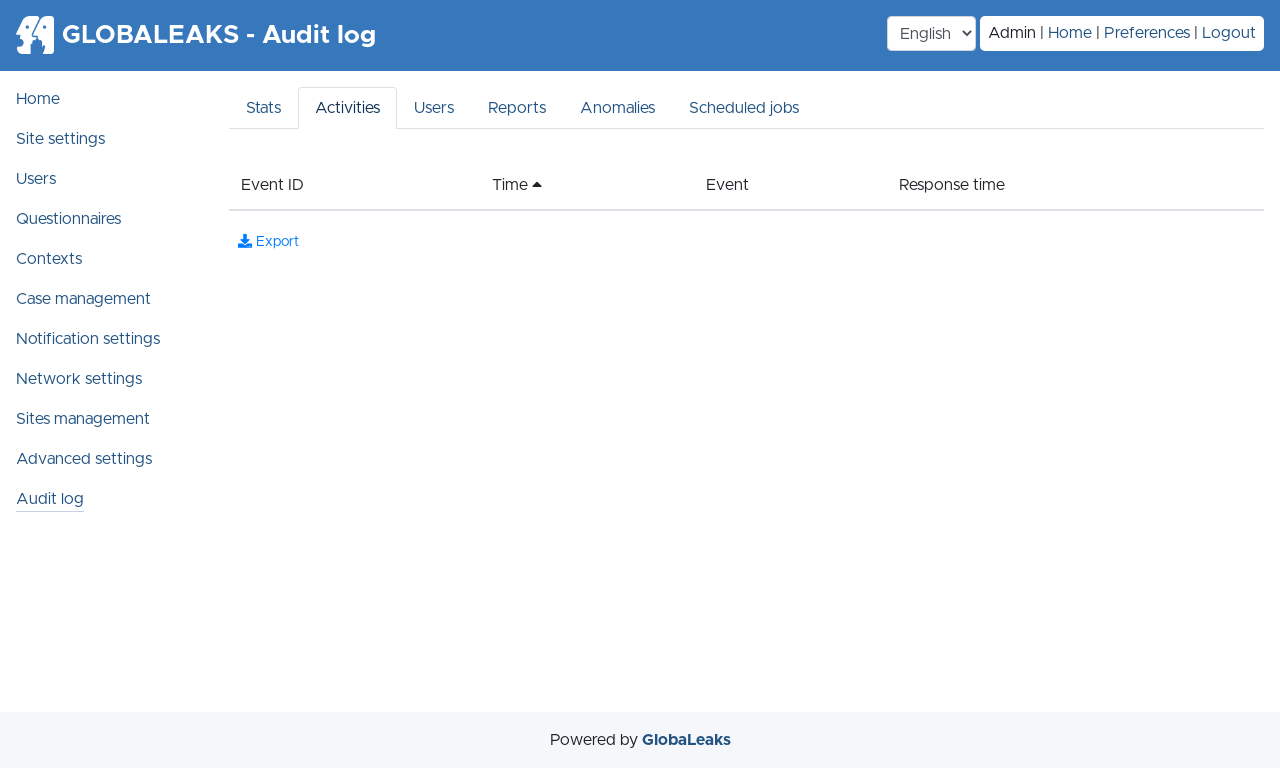 GLOBALEAKS - Audit log
English
Admin | Home | Preferences | Logout
Home
Site settings
Users
Questionnaires
Contexts
Case management
Notification settings
Network settings
Sites management
Advanced settings
Audit log
Stats Activities Users Reports Anomalies Scheduled jobs
Event ID Time Event Response time
Export
Powered by GlobaLeaks